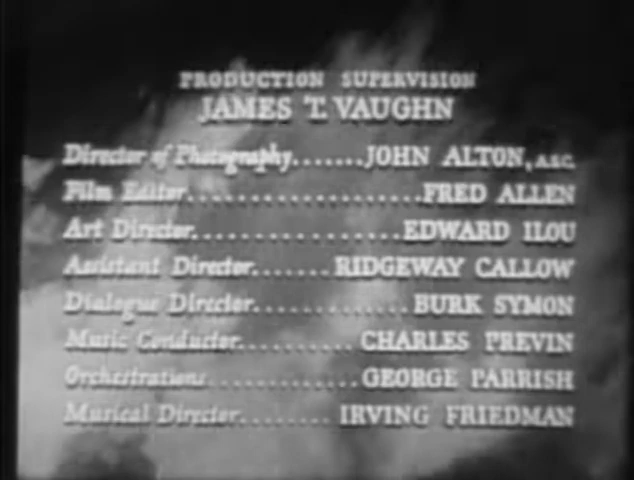 PRODUCTION SUPERVISION
JAMES T. VAUGHN
Director of Photography.......JOHN ALTON, A.S.C.
Film Editor.....................FRED ALLEN
Art Director.................EDWARD ILOU
Assistant Director.......RIDGEWAY CALLOW
Dialogue Director..............BURK SYMON
Music Conductor...........CHARLES PREVIN
Orchestrations..............GEORGE PARRISH
Musical Director........IRVING FRIEDMAN